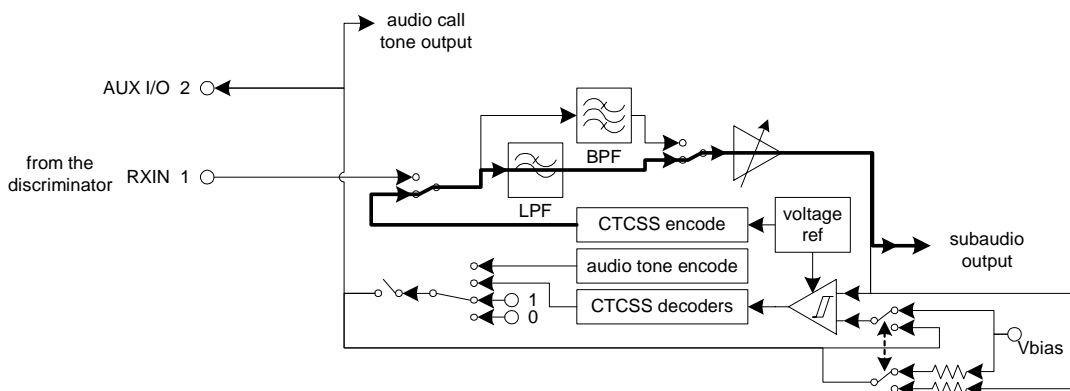 audio call
tone output
AUX I/O 2
BPF
from the
discriminator
RXIN 1
LPF
CTCSS encode
voltage
ref
subaudio
output
audio tone encode
CTCSS decoders
1
0
Vbias